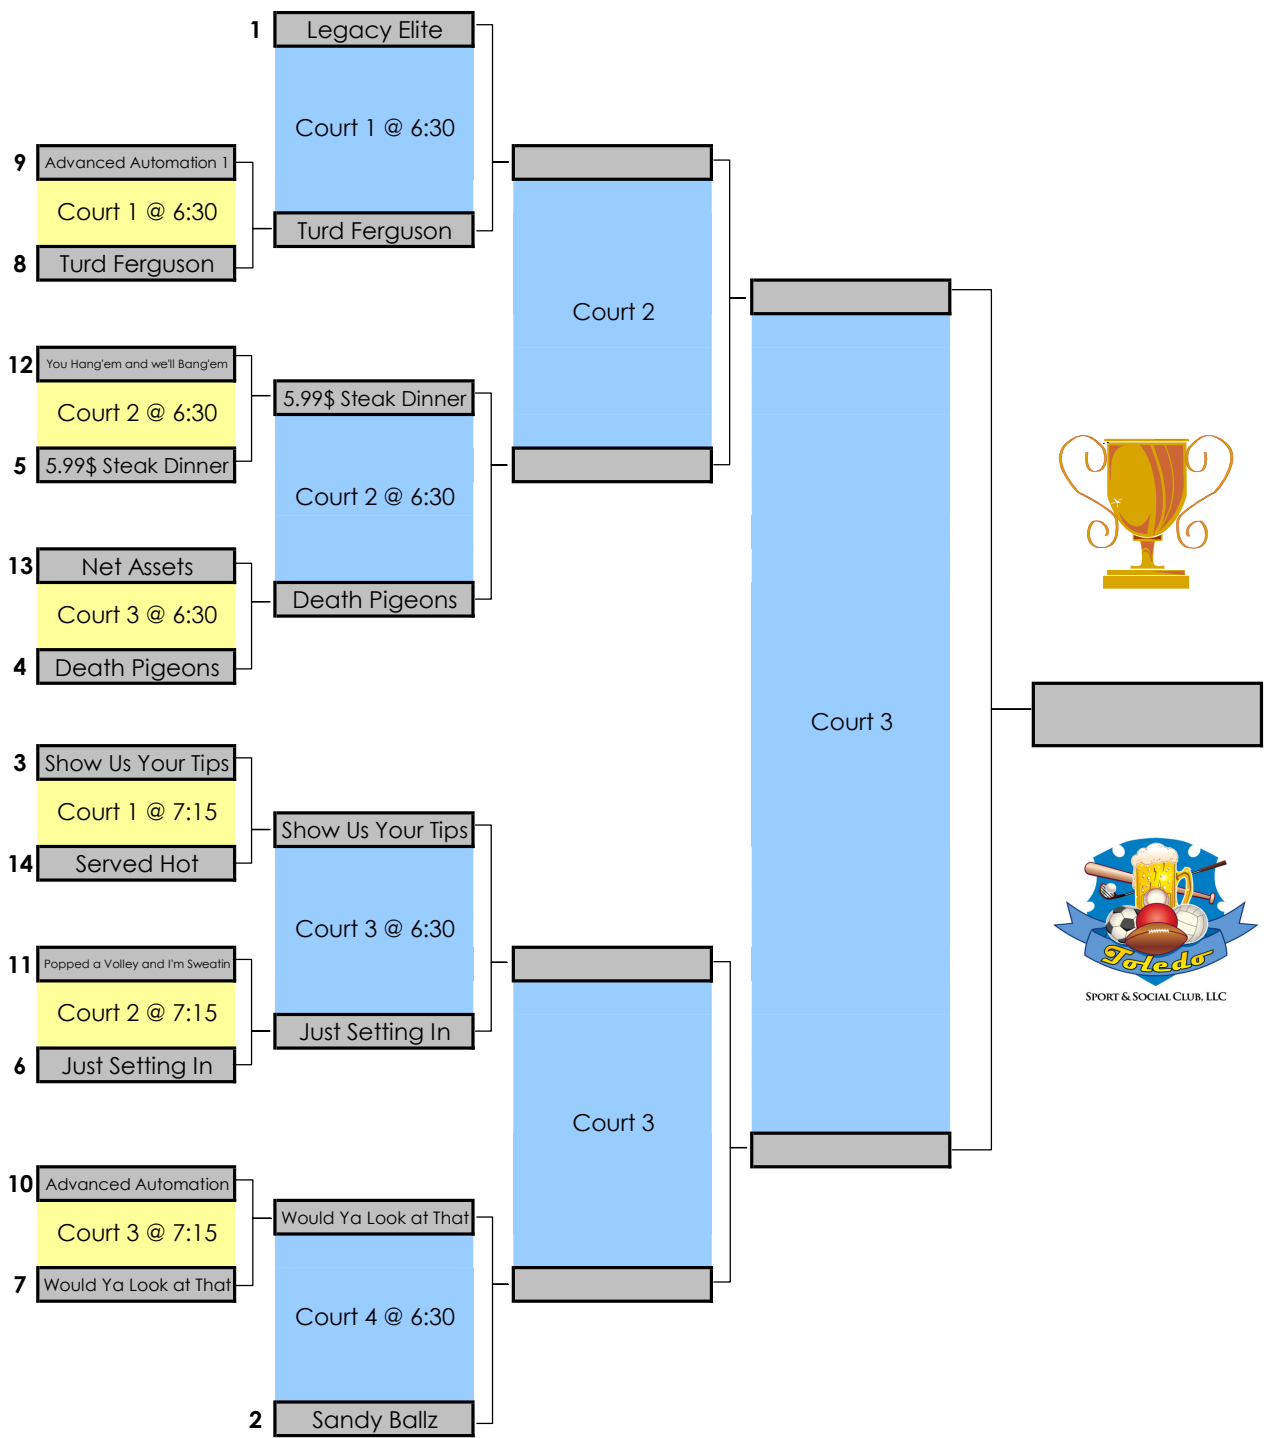 1
Legacy Elite
Court 1 @ 6:30
9
Advanced Automation 1
Court 1 @ 6:30
Turd Ferguson
8
Turd Ferguson
Court 2
12
You Hang'em and we'll Bang'em
5.99$ Steak Dinner
Court 2 @ 6:30
5
5.99$ Steak Dinner
Court 2 @ 6:30
13
Net Assets
Death Pigeons
Court 3 @ 6:30
4
Death Pigeons
Court 3
3
Show Us Your Tips
Court 1 @ 7:15
Show Us Your Tips
14
Served Hot
Court 3 @ 6:30
11
Popped a Volley and I'm Sweatin
Court 2 @ 7:15
Just Setting In
6
Just Setting In
Toledo
SPORT & SOCIAL CLUB, LLC
Court 3
10
Advanced Automation
Would Ya Look at That
Court 3 @ 7:15
7
Would Ya Look at That
Court 4 @ 6:30
2
Sandy Ballz